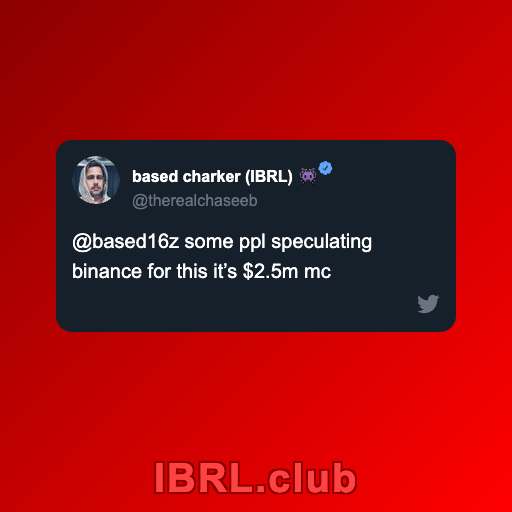 based charker (IBRL) 👾
@therealchaseeb
@based16z some ppl speculating
binance for this it’s $2.5m mc
IBRL.club